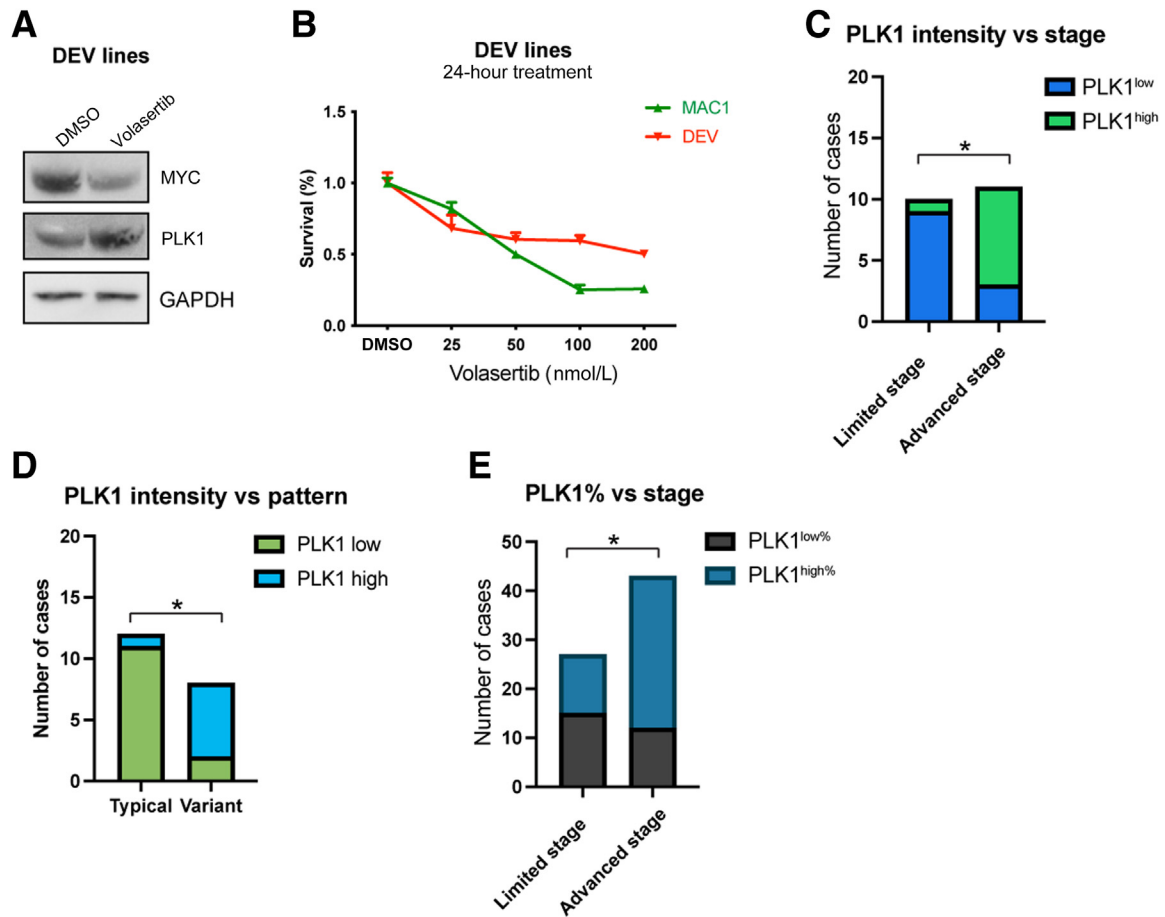 A
DEV lines
DMSO
Volasertib
MYC
PLK1
GAPDH
B
DEV lines
24-hour treatment
MAC1
DEV
Survival (%)
1.5
1.0
0.5
0.0
DMSO 25 50 100 200
Volasertib (nmol/L)
C
PLK1 intensity vs stage
PLK1low
PLK1high
Number of cases
20
15
10
5
0
*
Limited stage
Advanced stage
D
PLK1 intensity vs pattern
PLK1 low
PLK1 high
Number of cases
20
15
10
5
0
*
Typical Variant
E
PLK1% vs stage
PLK1low%
PLK1high%
Number of cases
50
40
30
20
10
0
*
Limited stage
Advanced stage